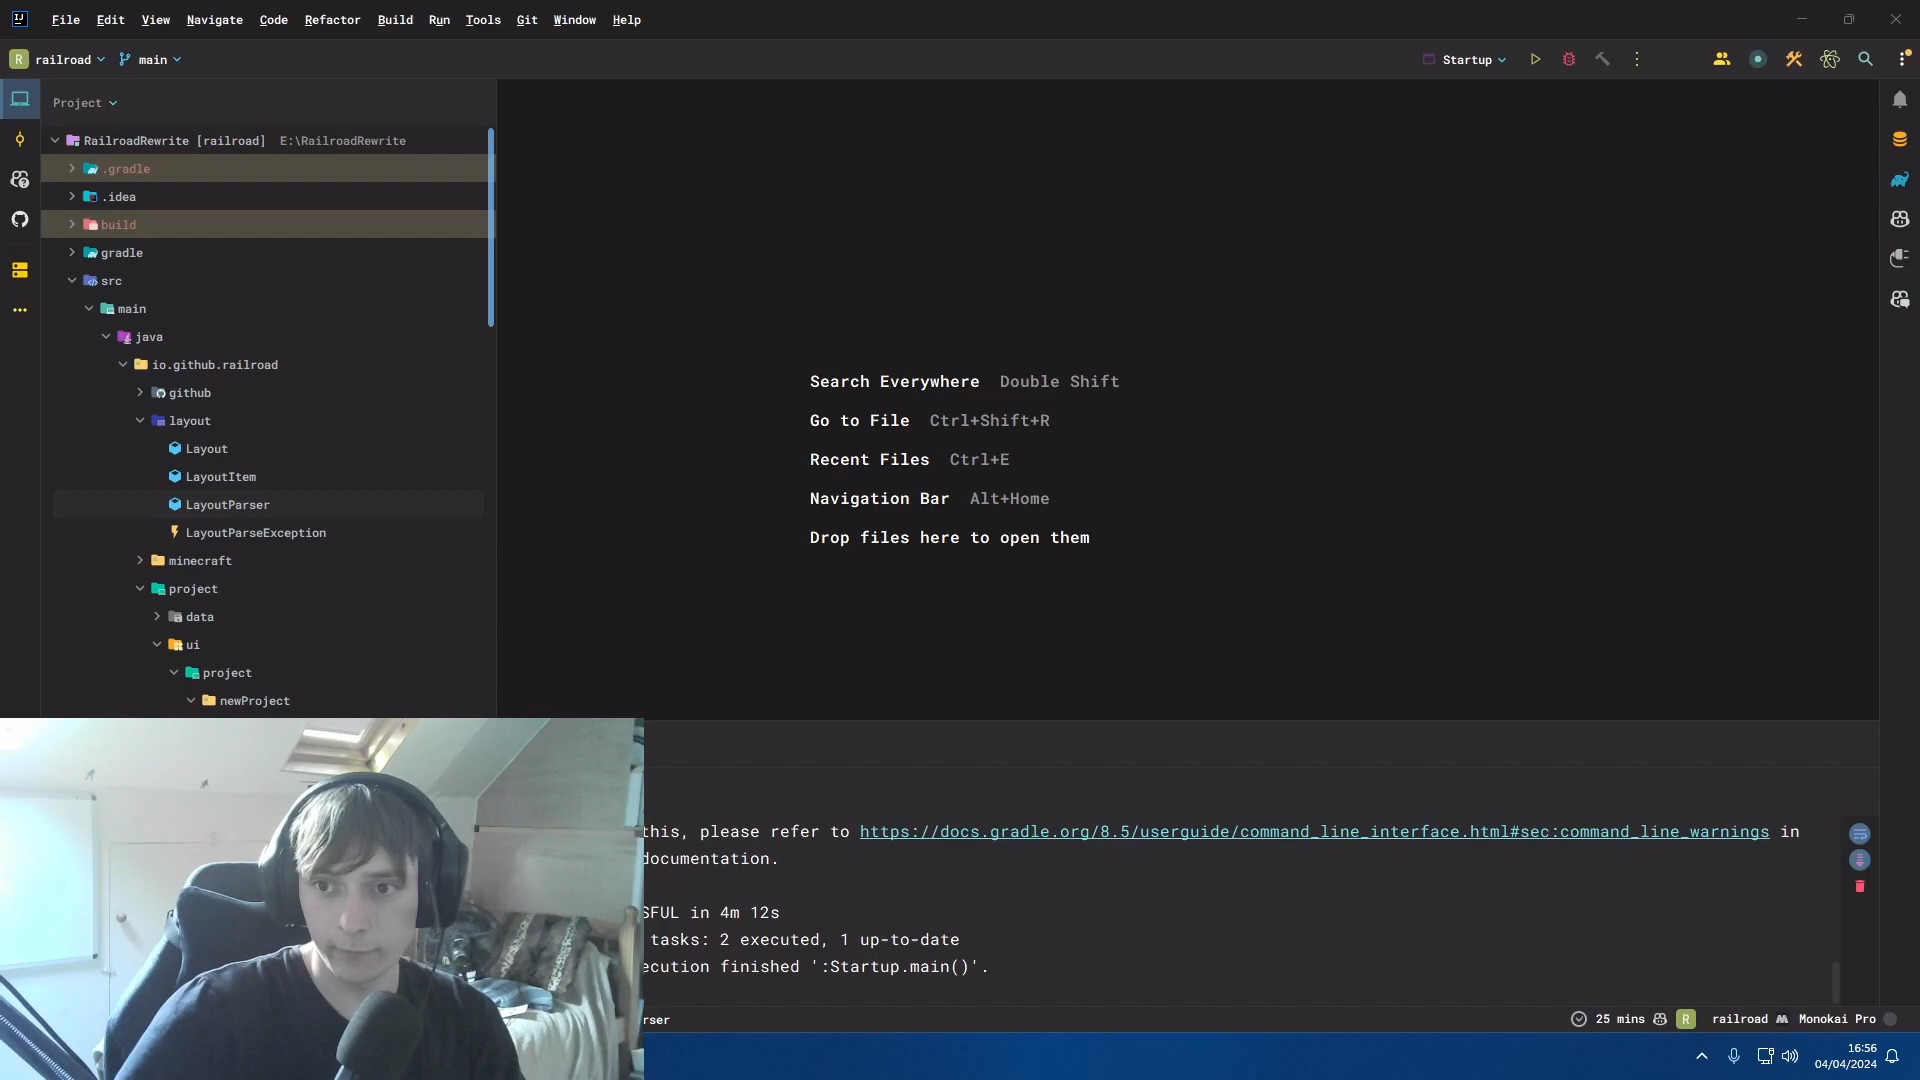 File Edit View Navigate Code Refactor Build Run Tools Git Window Help
R railroad main Startup
Project
RailroadRewrite [railroad] E:\RailroadRewrite
.gradle
.idea
build
gradle
src
main
java
io.github.railroad
github
layout
Layout
LayoutItem
LayoutParser
LayoutParseException
minecraft
project
data
ui
project
newProject
Search Everywhere Double Shift
Go to File Ctrl+Shift+R
Recent Files Ctrl+E
Navigation Bar Alt+Home
Drop files here to open them
this, please refer to https://docs.gradle.org/8.5/userguide/command_line_interface.html#sec:command_line_warnings in
documentation.
SFUL in 4m 12s
tasks: 2 executed, 1 up-to-date
ecution finished ':Startup.main()'.
rser 25 mins R railroad Monokai Pro
16:56
04/04/2024